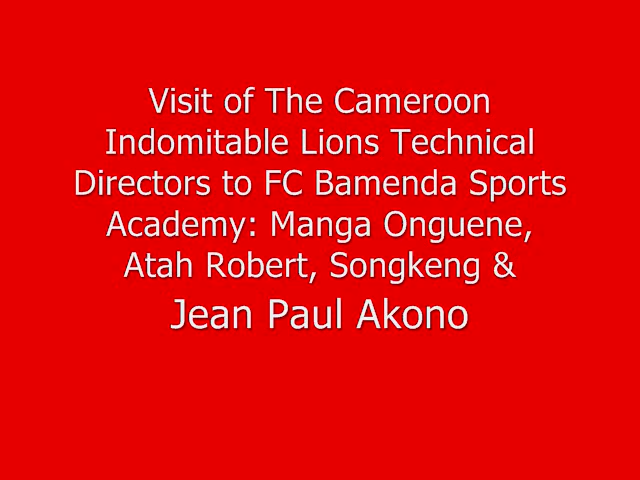 Visit of The Cameroon
Indomitable Lions Technical
Directors to FC Bamenda Sports
Academy: Manga Onguene,
Atah Robert, Songkeng &
Jean Paul Akono